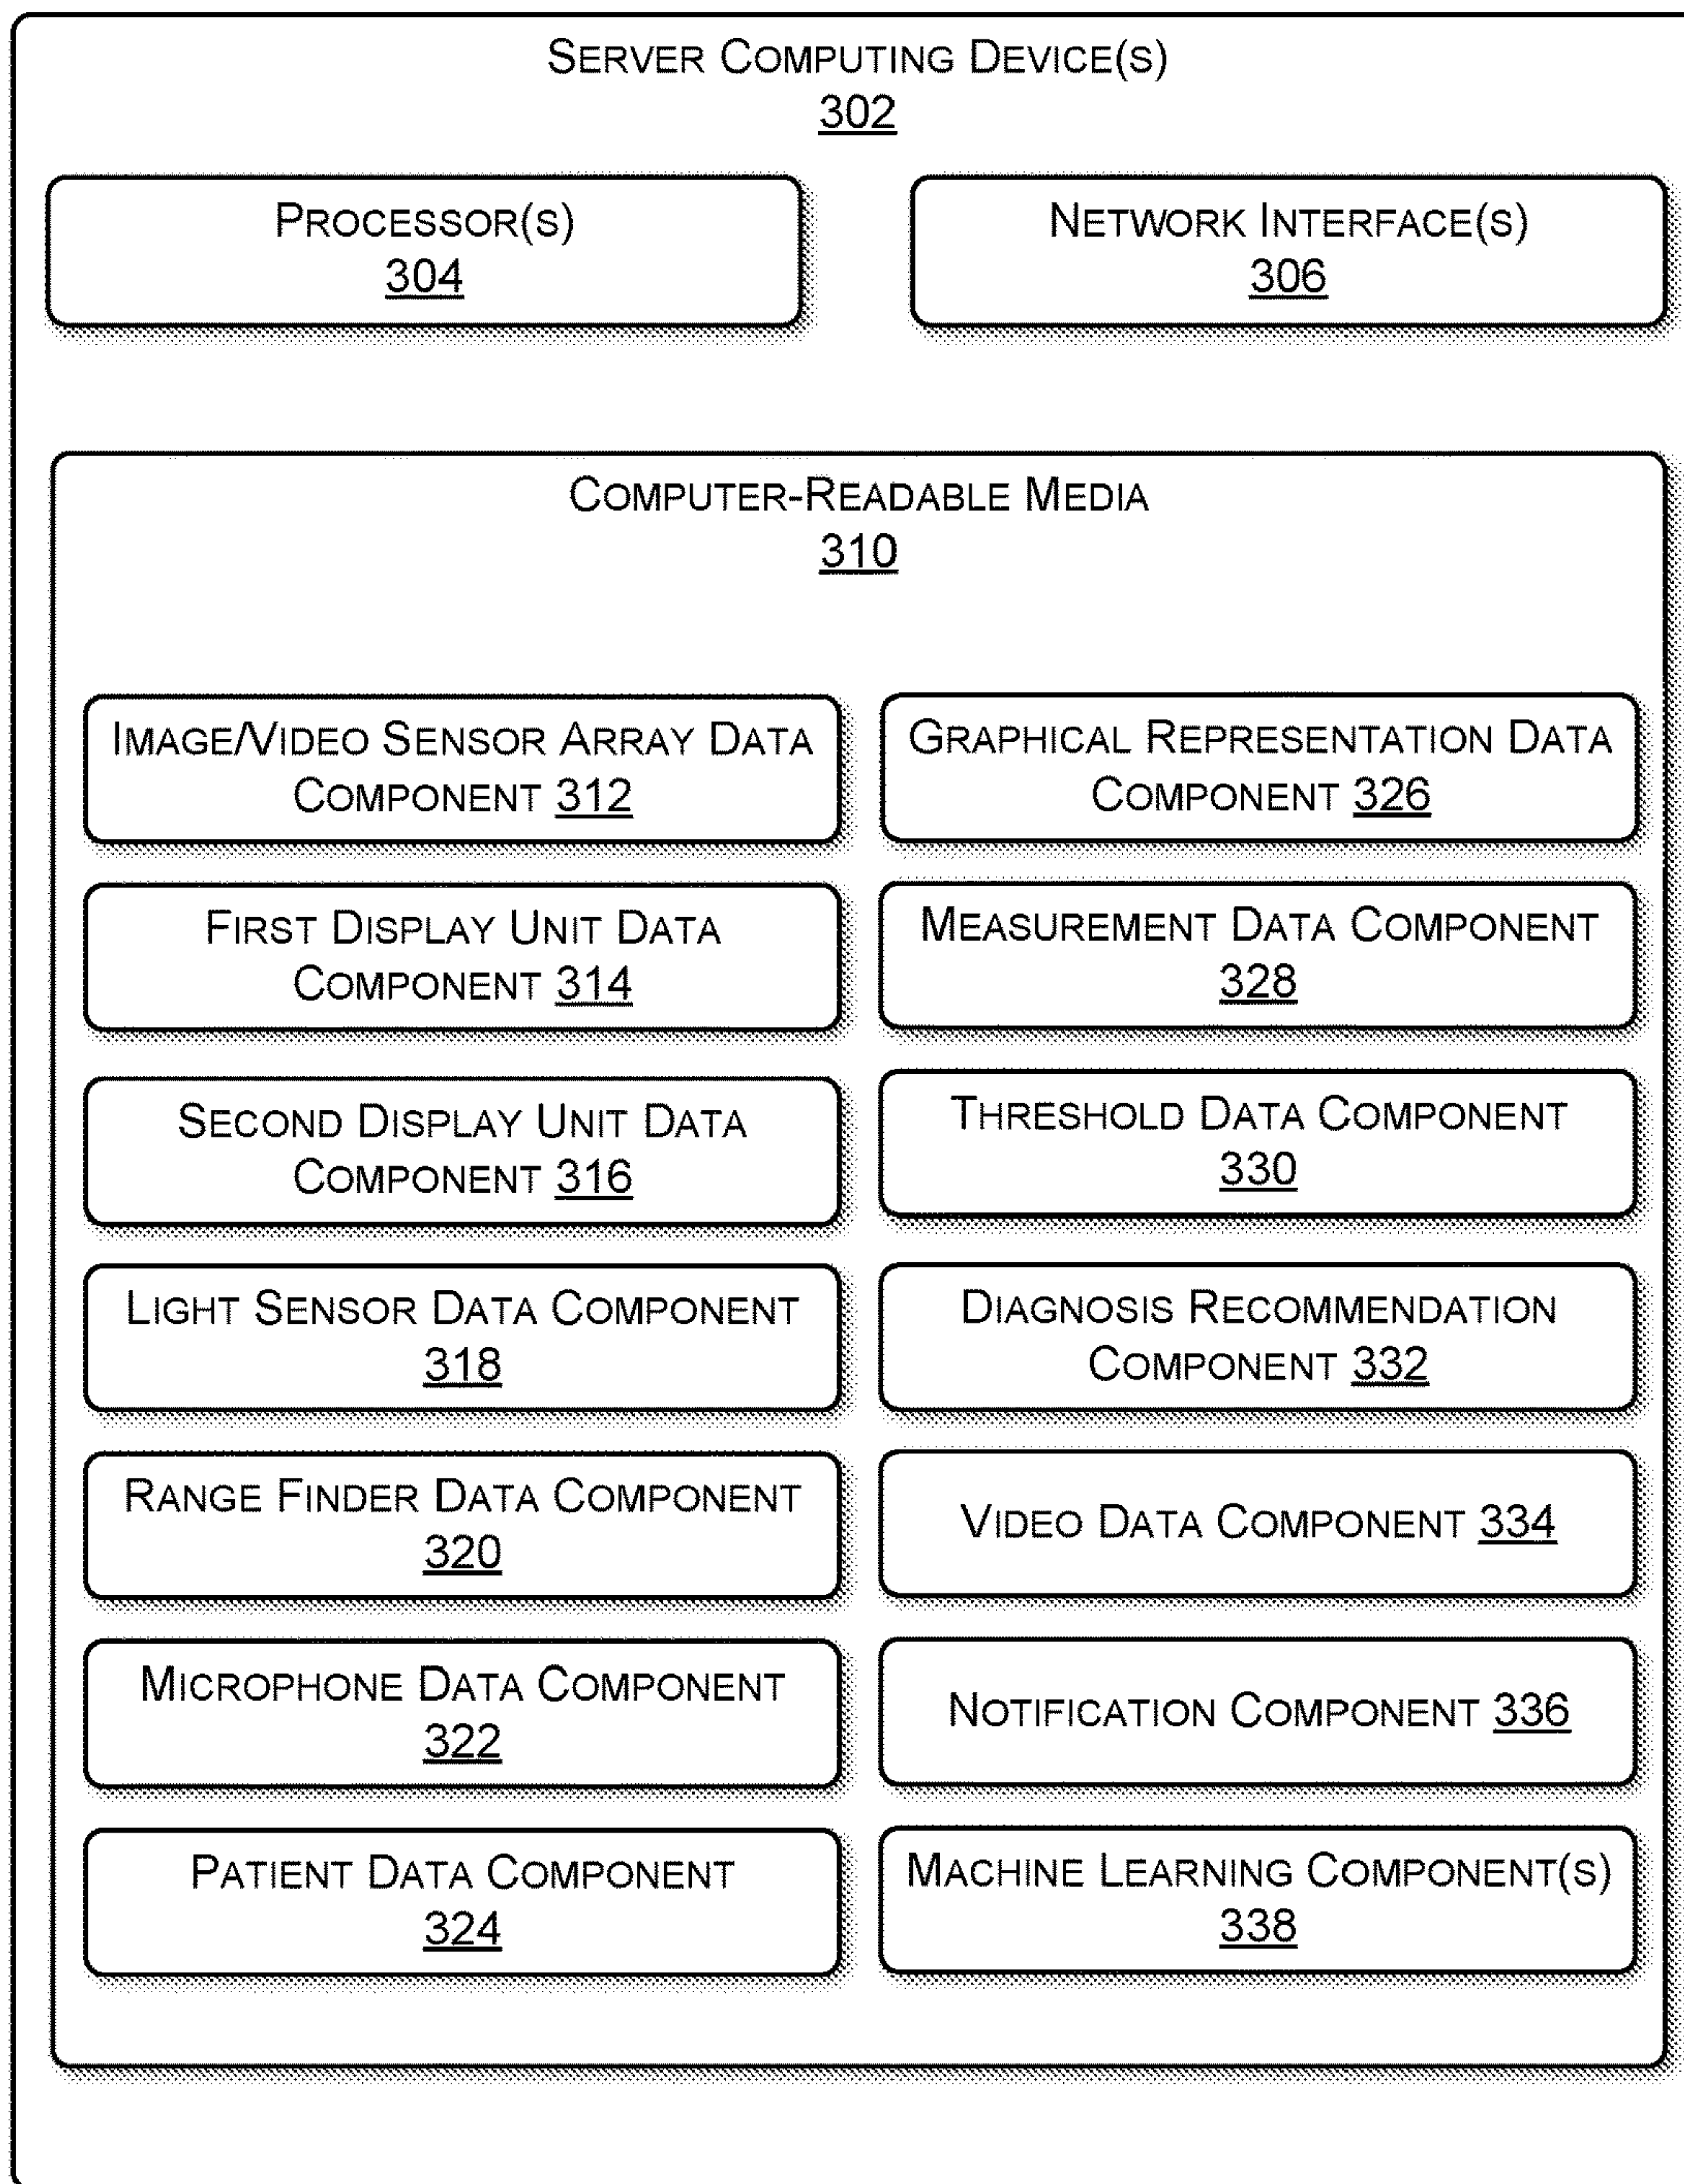 SERVER COMPUTING DEVICE(S)
302
PROCESSOR(S)
304
NETWORK INTERFACE(S)
306
COMPUTER-READABLE MEDIA
310
IMAGE/VIDEO SENSOR ARRAY DATA
COMPONENT 312
FIRST DISPLAY UNIT DATA
COMPONENT 314
SECOND DISPLAY UNIT DATA
COMPONENT 316
LIGHT SENSOR DATA COMPONENT
318
RANGE FINDER DATA COMPONENT
320
MICROPHONE DATA COMPONENT
322
PATIENT DATA COMPONENT
324
GRAPHICAL REPRESENTATION DATA
COMPONENT 326
MEASUREMENT DATA COMPONENT
328
THRESHOLD DATA COMPONENT
330
DIAGNOSIS RECOMMENDATION
COMPONENT 332
VIDEO DATA COMPONENT 334
NOTIFICATION COMPONENT 336
MACHINE LEARNING COMPONENT(S)
338